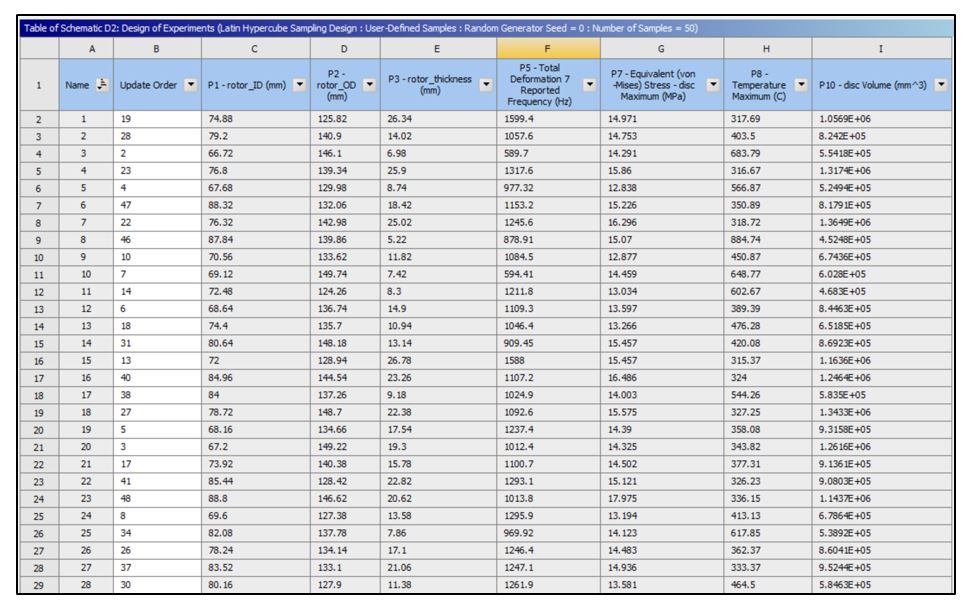 Table of Schematic D2: Design of Experiments (Latin Hypercube Sampling Design : User-Defined Samples : Random Generator Seed = 0 : Number of Samples = 50)
A B C D E F G H I
1 Name Update Order P1 - rotor_ID (mm) P2 - rotor_OD (mm) P3 - rotor_thickness (mm) P5 - Total Deformation 7 Reported Frequency (Hz) P7 - Equivalent (von -Mises) Stress - disc Maximum (MPa) P8 - Temperature Maximum (C) P10 - disc Volume (mm^3)
2 1 19 74.88 125.82 26.34 1599.4 14.971 317.69 1.0569E+06
3 2 28 79.2 140.9 14.02 1057.6 14.753 403.5 8.242E+05
4 3 2 66.72 146.1 6.98 589.7 14.291 683.79 5.5418E+05
5 4 23 76.8 139.34 25.9 1317.6 15.86 316.67 1.3174E+06
6 5 4 67.68 129.98 8.74 977.32 12.838 566.87 5.2494E+05
7 6 47 88.32 132.06 18.42 1153.2 15.226 350.89 8.1791E+05
8 7 22 76.32 142.98 25.02 1245.6 16.296 318.72 1.3649E+06
9 8 46 87.84 139.86 5.22 878.91 15.07 884.74 4.5248E+05
10 9 10 70.56 133.62 11.82 1084.5 12.877 450.87 6.7436E+05
11 10 7 69.12 149.74 7.42 594.41 14.459 648.77 6.028E+05
12 11 14 72.48 124.26 8.3 1211.8 13.034 602.67 4.683E+05
13 12 6 68.64 136.74 14.9 1109.3 13.597 389.39 8.4463E+05
14 13 18 74.4 135.7 10.94 1046.4 13.266 476.28 6.5185E+05
15 14 31 80.64 148.18 13.14 909.45 15.457 420.08 8.6923E+05
16 15 13 72 128.94 26.78 1588 15.457 315.37 1.1636E+06
17 16 40 84.96 144.54 23.26 1107.2 16.486 324 1.2464E+06
18 17 38 84 137.26 9.18 1024.9 14.003 544.26 5.835E+05
19 18 27 78.72 148.7 22.38 1092.6 15.575 327.25 1.3433E+06
20 19 5 68.16 134.66 17.54 1237.4 14.39 358.08 9.3158E+05
21 20 3 67.2 149.22 19.3 1012.4 14.325 343.82 1.2616E+06
22 21 17 73.92 140.38 15.78 1100.7 14.502 377.31 9.1361E+05
23 22 41 85.44 128.42 22.82 1293.1 15.121 326.23 9.0803E+05
24 23 48 88.8 146.62 20.62 1013.8 17.975 336.15 1.1437E+06
25 24 8 69.6 127.38 13.58 1295.9 13.194 413.13 6.7864E+05
26 25 34 82.08 137.78 7.86 969.92 14.123 617.85 5.3892E+05
27 26 26 78.24 134.14 17.1 1246.4 14.483 362.37 8.6041E+05
28 27 37 83.52 133.1 21.06 1247.1 14.936 333.37 9.5244E+05
29 28 30 80.16 127.9 11.38 1261.9 13.581 464.5 5.8463E+05